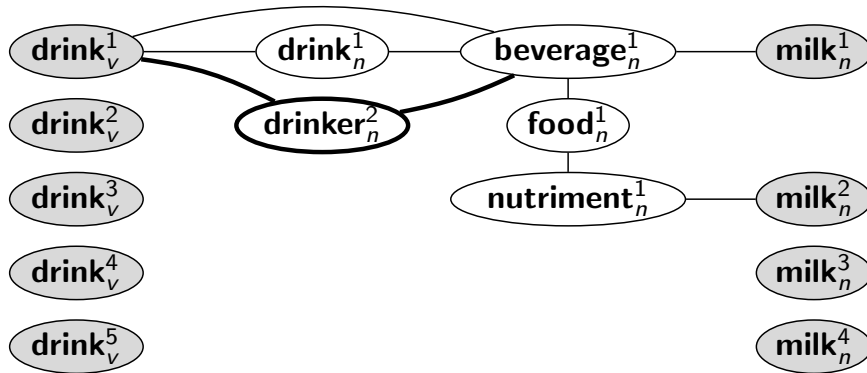 drink¹ᵥ drink¹ₙ beverage¹ₙ milk¹ₙ
drink²ᵥ drinker²ₙ food¹ₙ
drink³ᵥ nutriment¹ₙ milk²ₙ
drink⁴ᵥ milk³ₙ
drink⁵ᵥ milk⁴ₙ